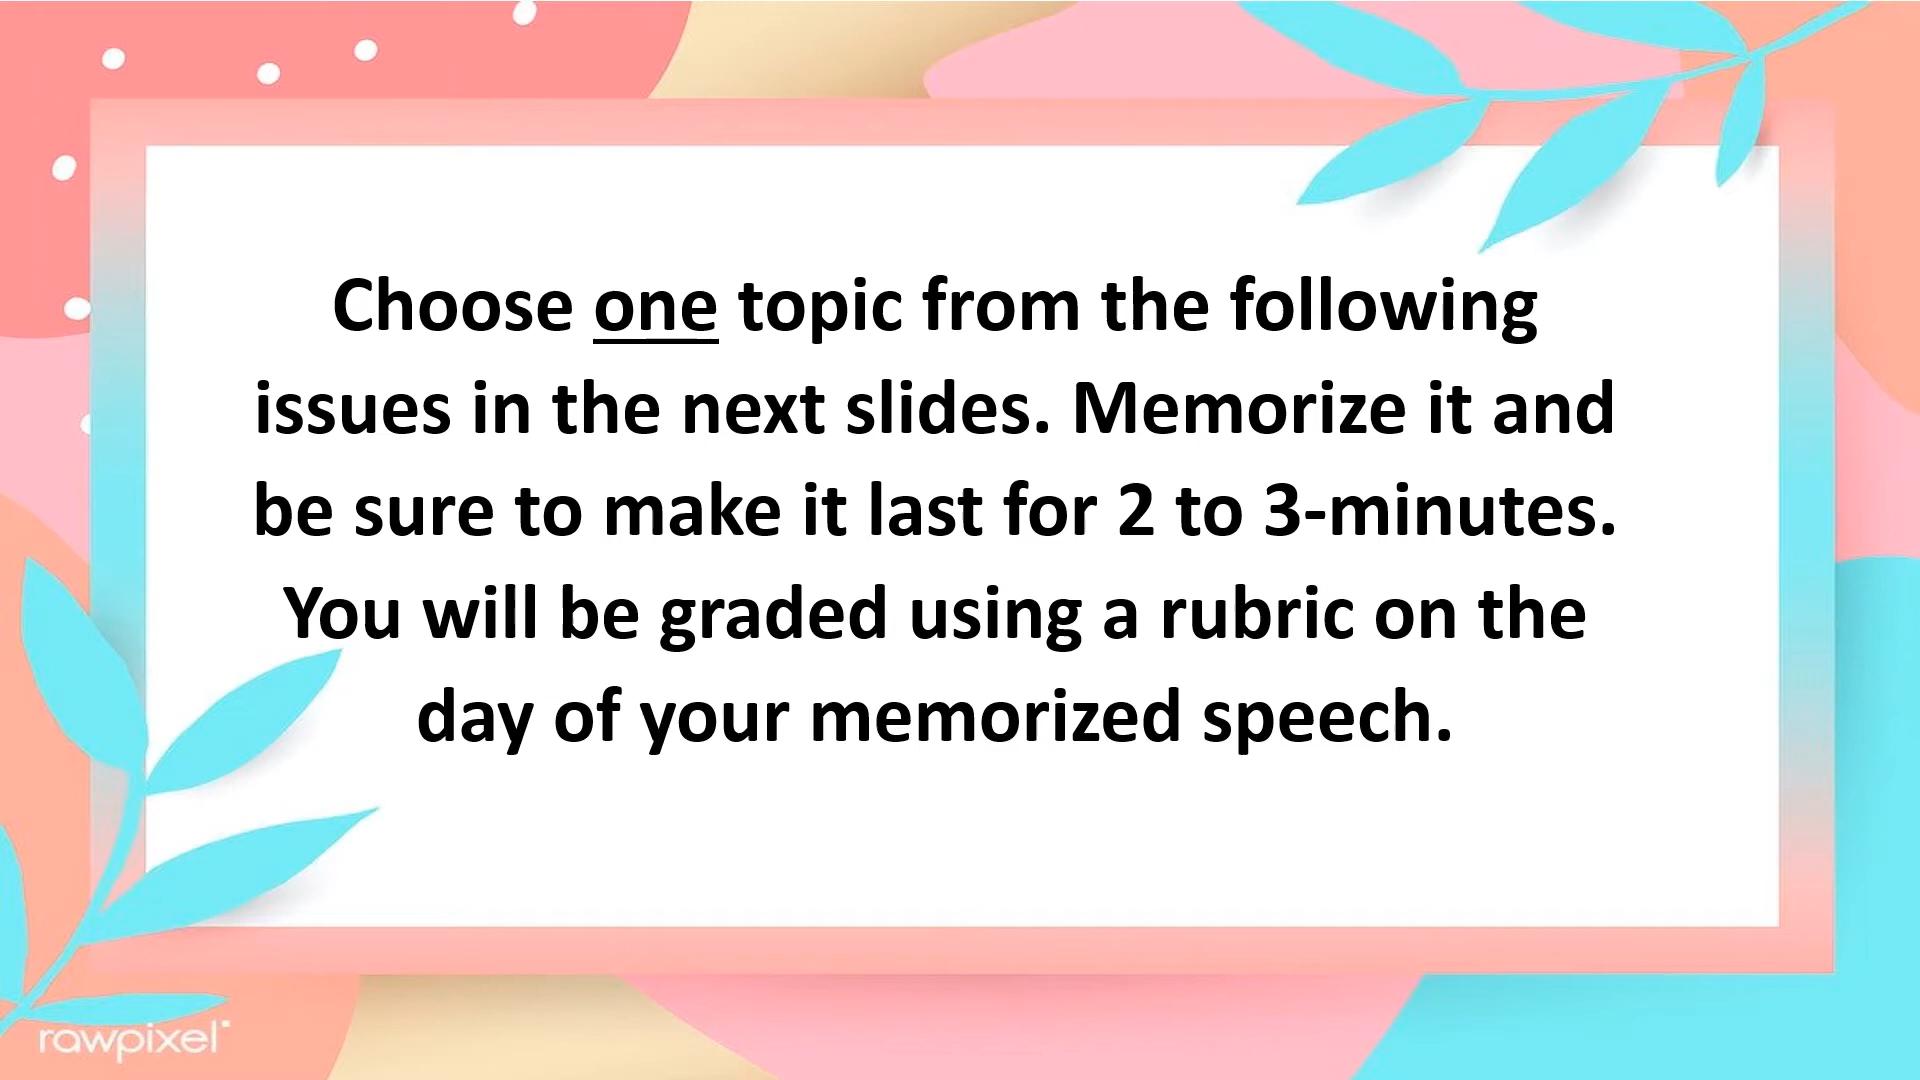 Choose one topic from the following
issues in the next slides. Memorize it and
be sure to make it last for 2 to 3-minutes.
You will be graded using a rubric on the
day of your memorized speech.
rawpixel